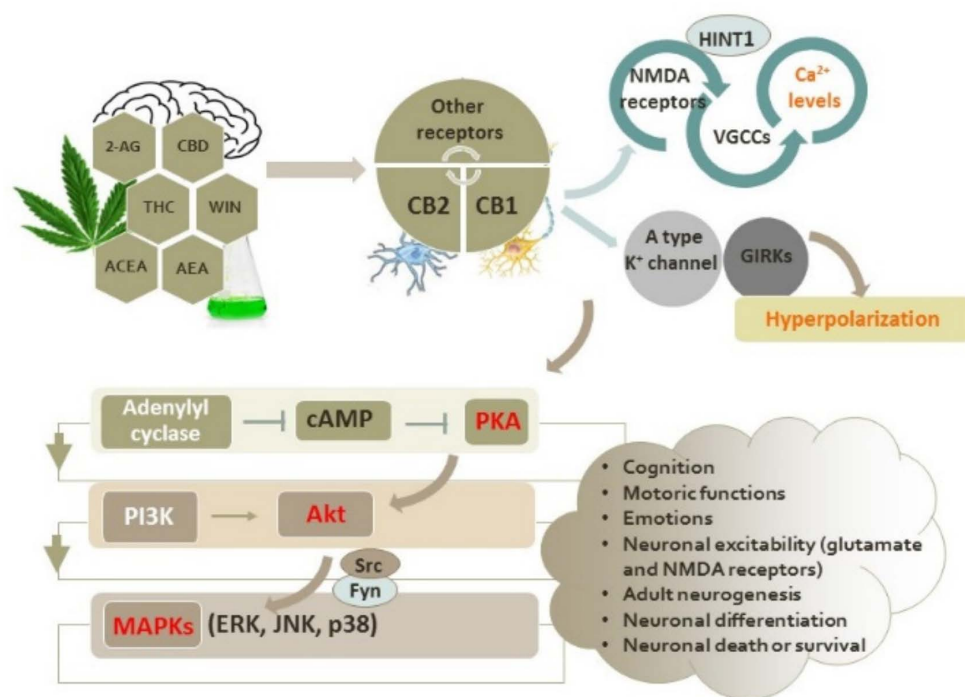 2-AG
CBD
THC
WIN
ACEA
AEA
Other
receptors
CB2
CB1
HINT1
NMDA
receptors
VGCCs
Ca²⁺
levels
A type
K⁺ channel
GIRKs
Hyperpolarization
Adenylyl
cyclase
cAMP
PKA
PI3K
Akt
Src
Fyn
MAPKs (ERK, JNK, p38)
• Cognition
• Motoric functions
• Emotions
• Neuronal excitability (glutamate
and NMDA receptors)
• Adult neurogenesis
• Neuronal differentiation
• Neuronal death or survival